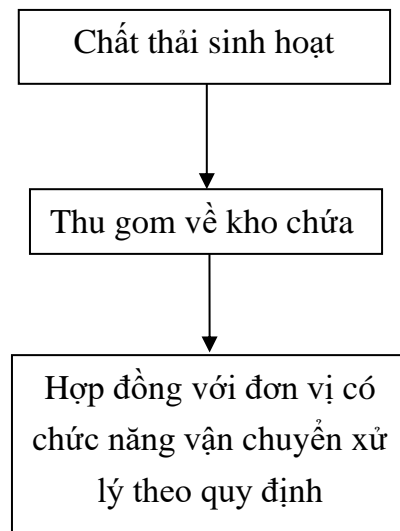 Chất thải sinh hoạt
Thu gom về kho chứa
Hợp đồng với đơn vị có
chức năng vận chuyển xử
lý theo quy định